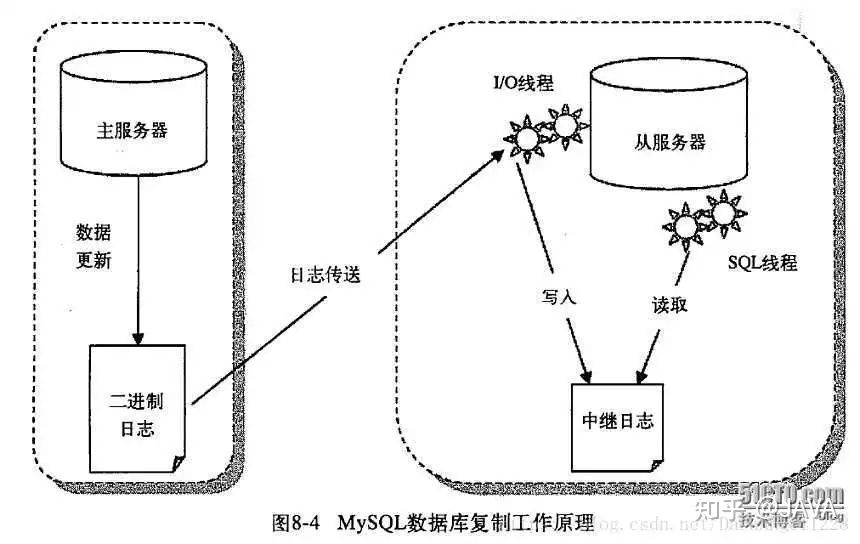 主服务器
数据
更新
二进制
日志
日志传送
I/O线程
从服务器
SQL线程
写入
读取
中继日志
图8-4 MySQL数据库复制工作原理
51CTO.com
技术博客 Blog
知乎 @JAVA